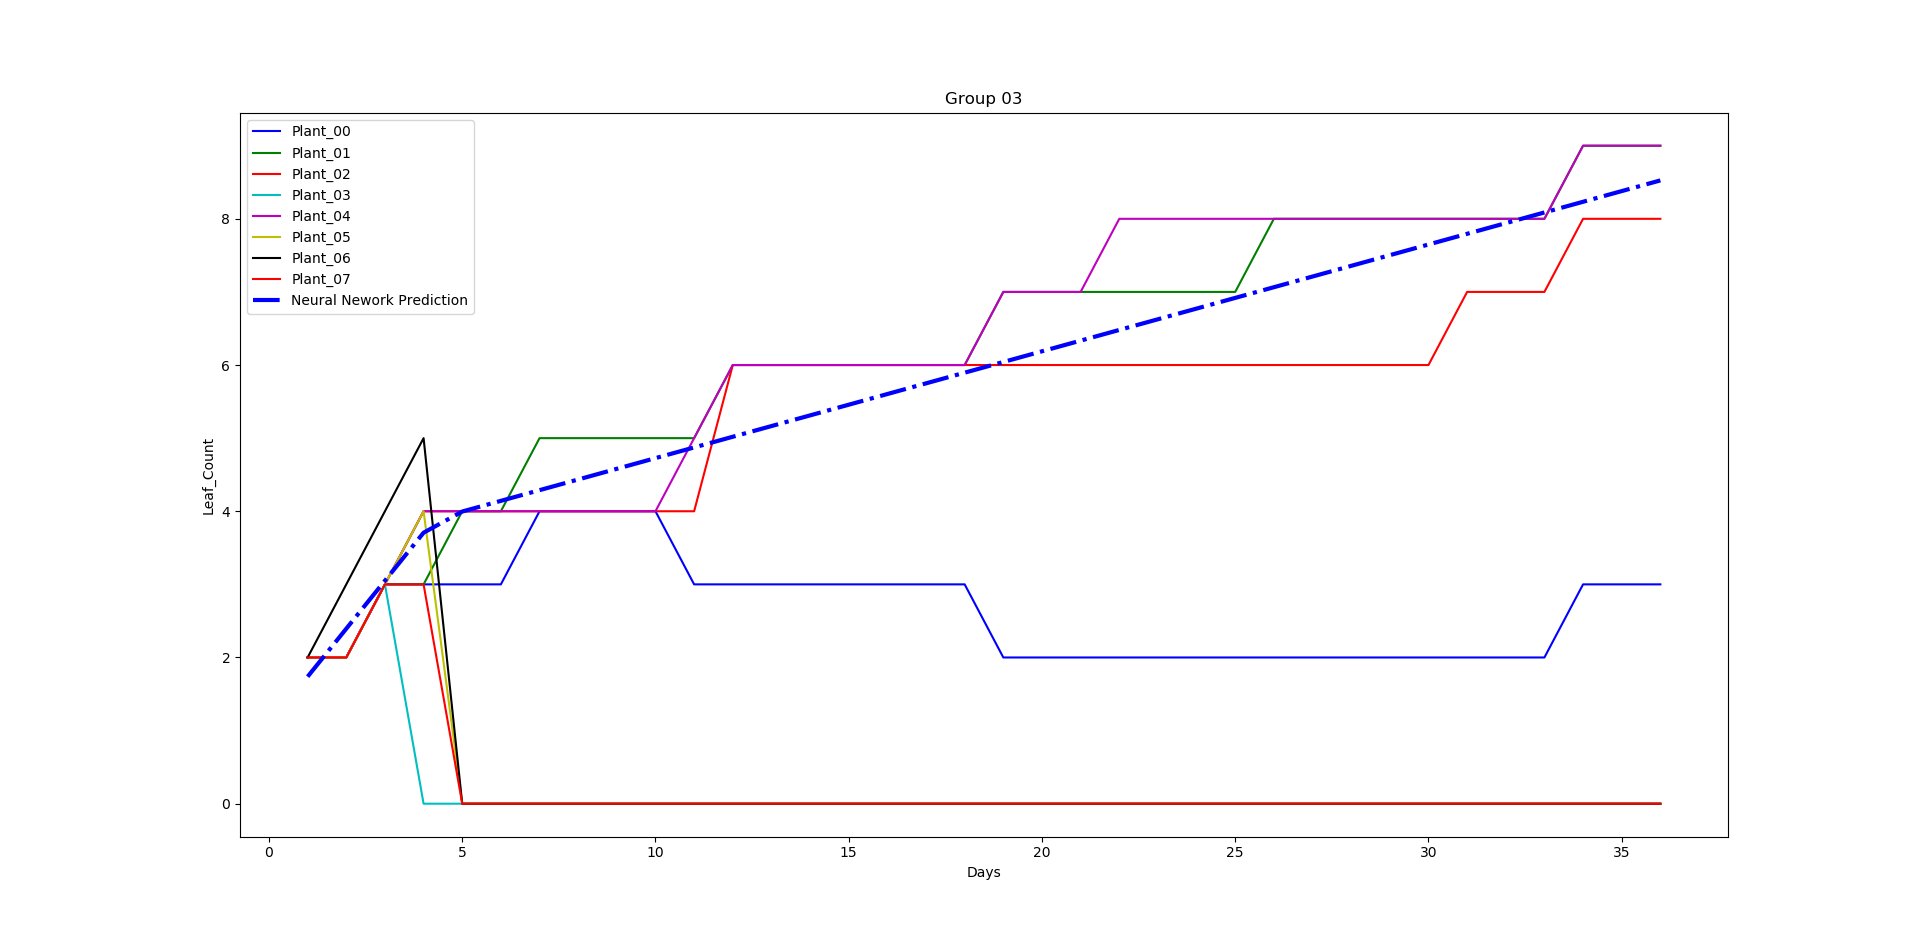 Group 03
Plant_00
Plant_01
Plant_02
Plant_03
Plant_04
Plant_05
Plant_06
Plant_07
Neural Nework Prediction
8
6
4
2
0
Leaf_Count
0 5 10 15 20 25 30 35
Days